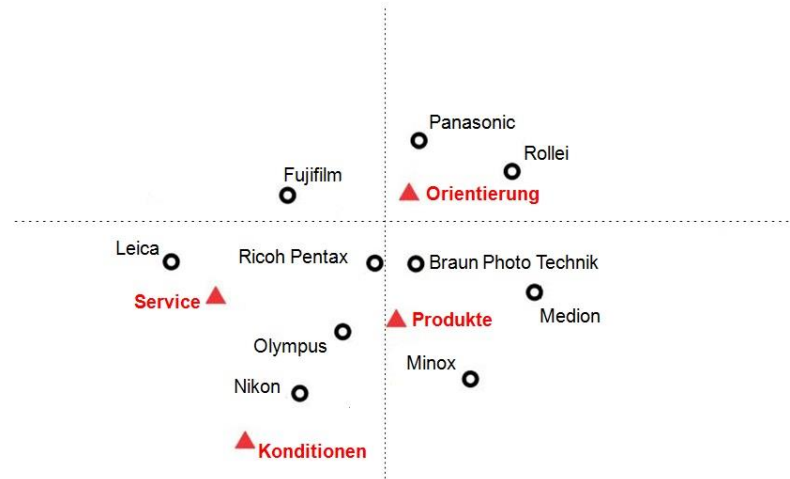 Panasonic
Rollei
Fujifilm
Orientierung
Leica
Ricoh Pentax
Braun Photo Technik
Service
Medion
Produkte
Olympus
Minox
Nikon
Konditionen